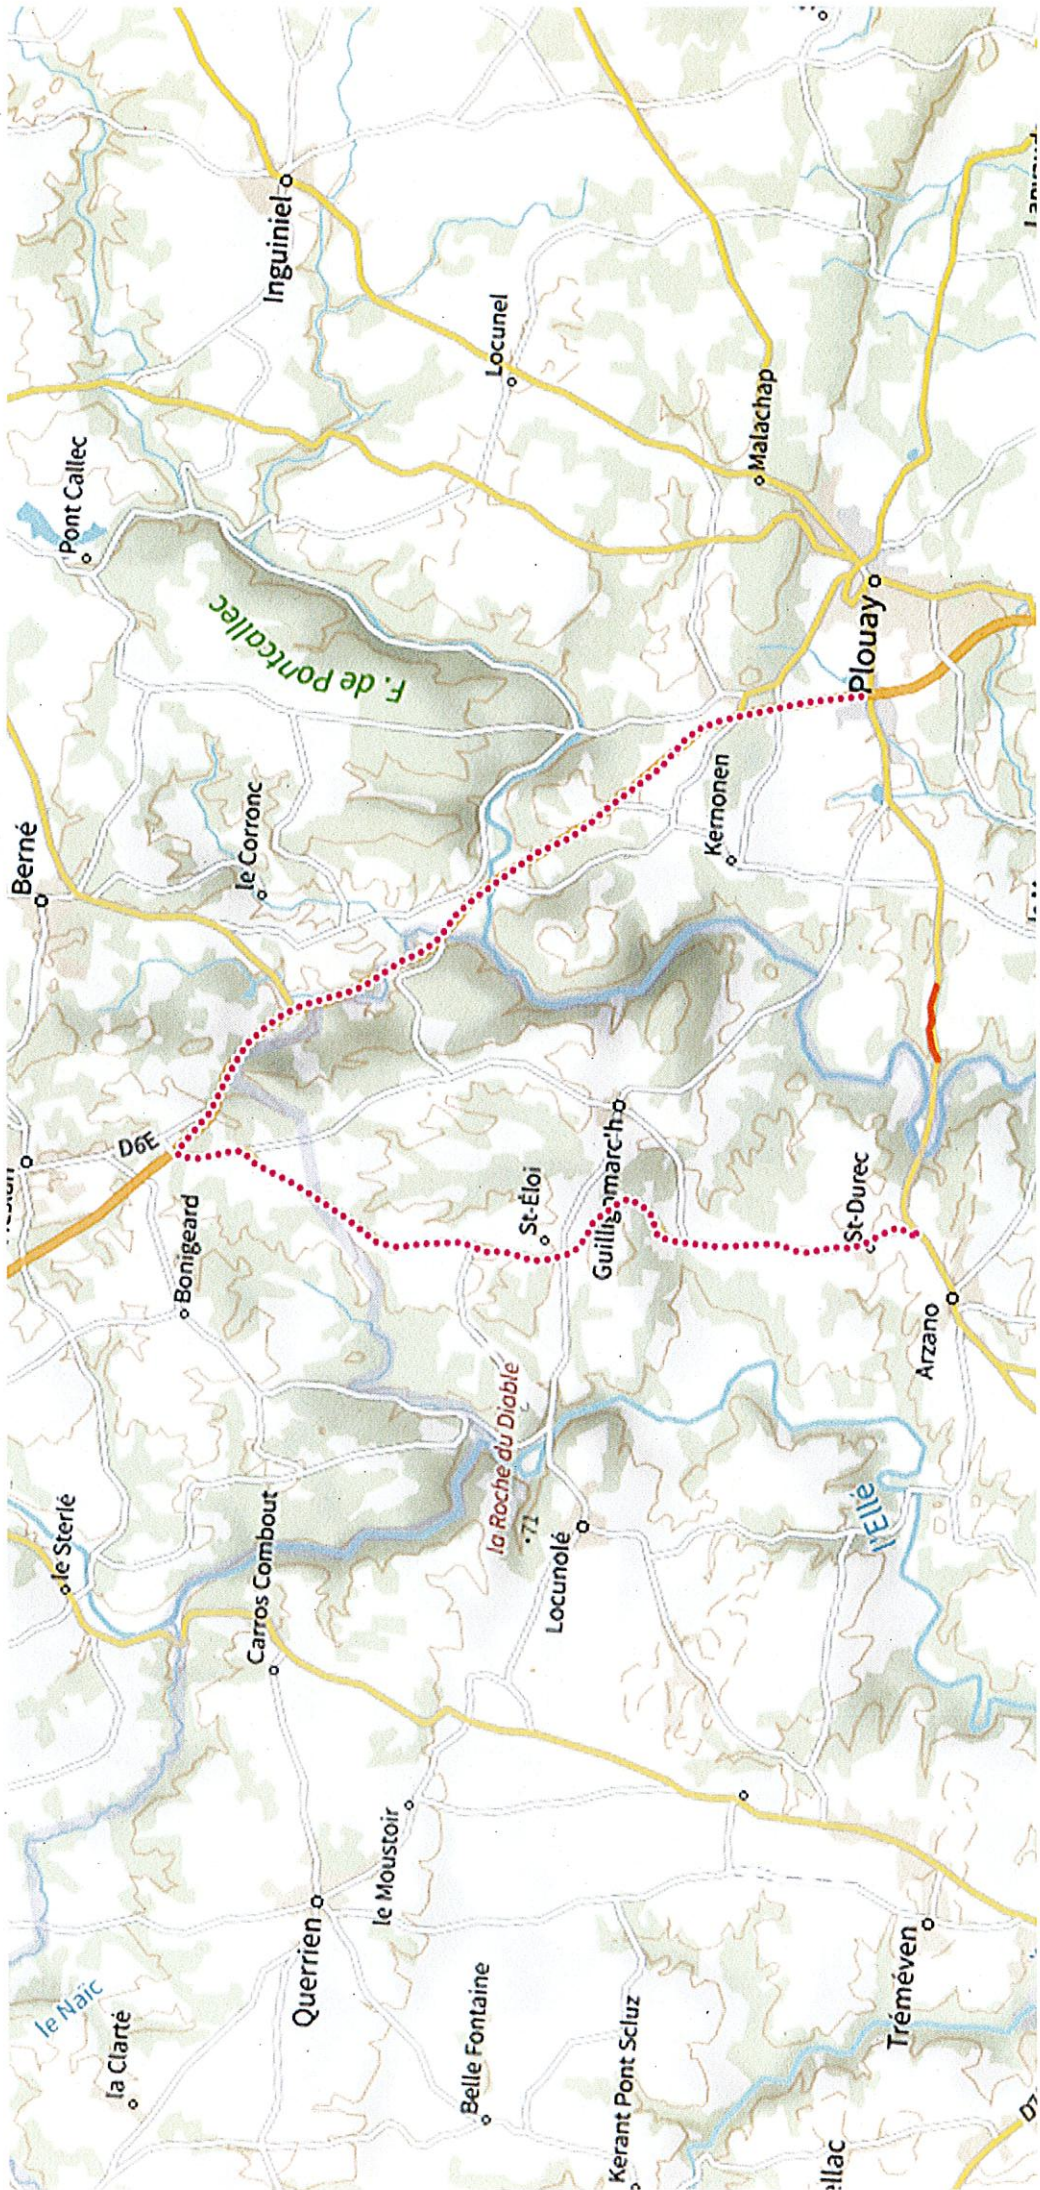 Berné
le Sterlé
le Naïc
Pont Callec
la Clarté
D6E
Bonigeard
le Corronc
F. de Pontcallec
Carros Combout
Inguiniel
Querrien
le Moustoir
Belle Fontaine
la Roche du Diable
Locunel
St-Éloi
·71
Locunolé
Guilligomarc'h
Kerant Pont Scluz
Kernonen
Malachap
St-Durec
Plouay
l'Ellé
Tréméven
Arzano